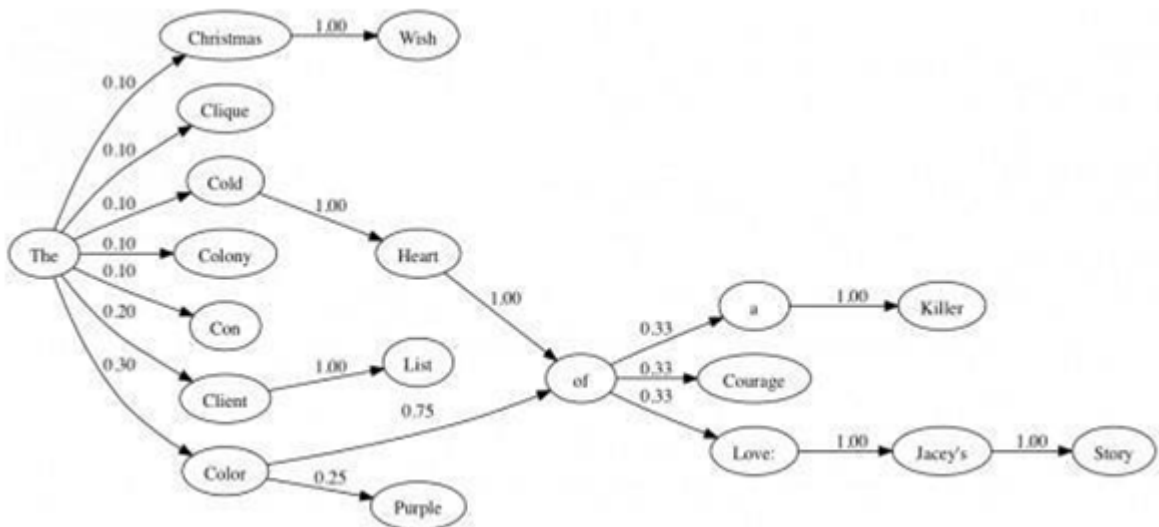 Christmas
1.00
Wish
0.10
Clique
0.10
Cold
0.10
1.00
The
0.10
Colony
Heart
0.10
1.00
a
1.00
Killer
0.20
Con
0.33
0.30
List
1.00
of
0.33
Courage
Client
0.75
0.33
Color
Love:
1.00
Jacey's
1.00
Story
0.25
Purple